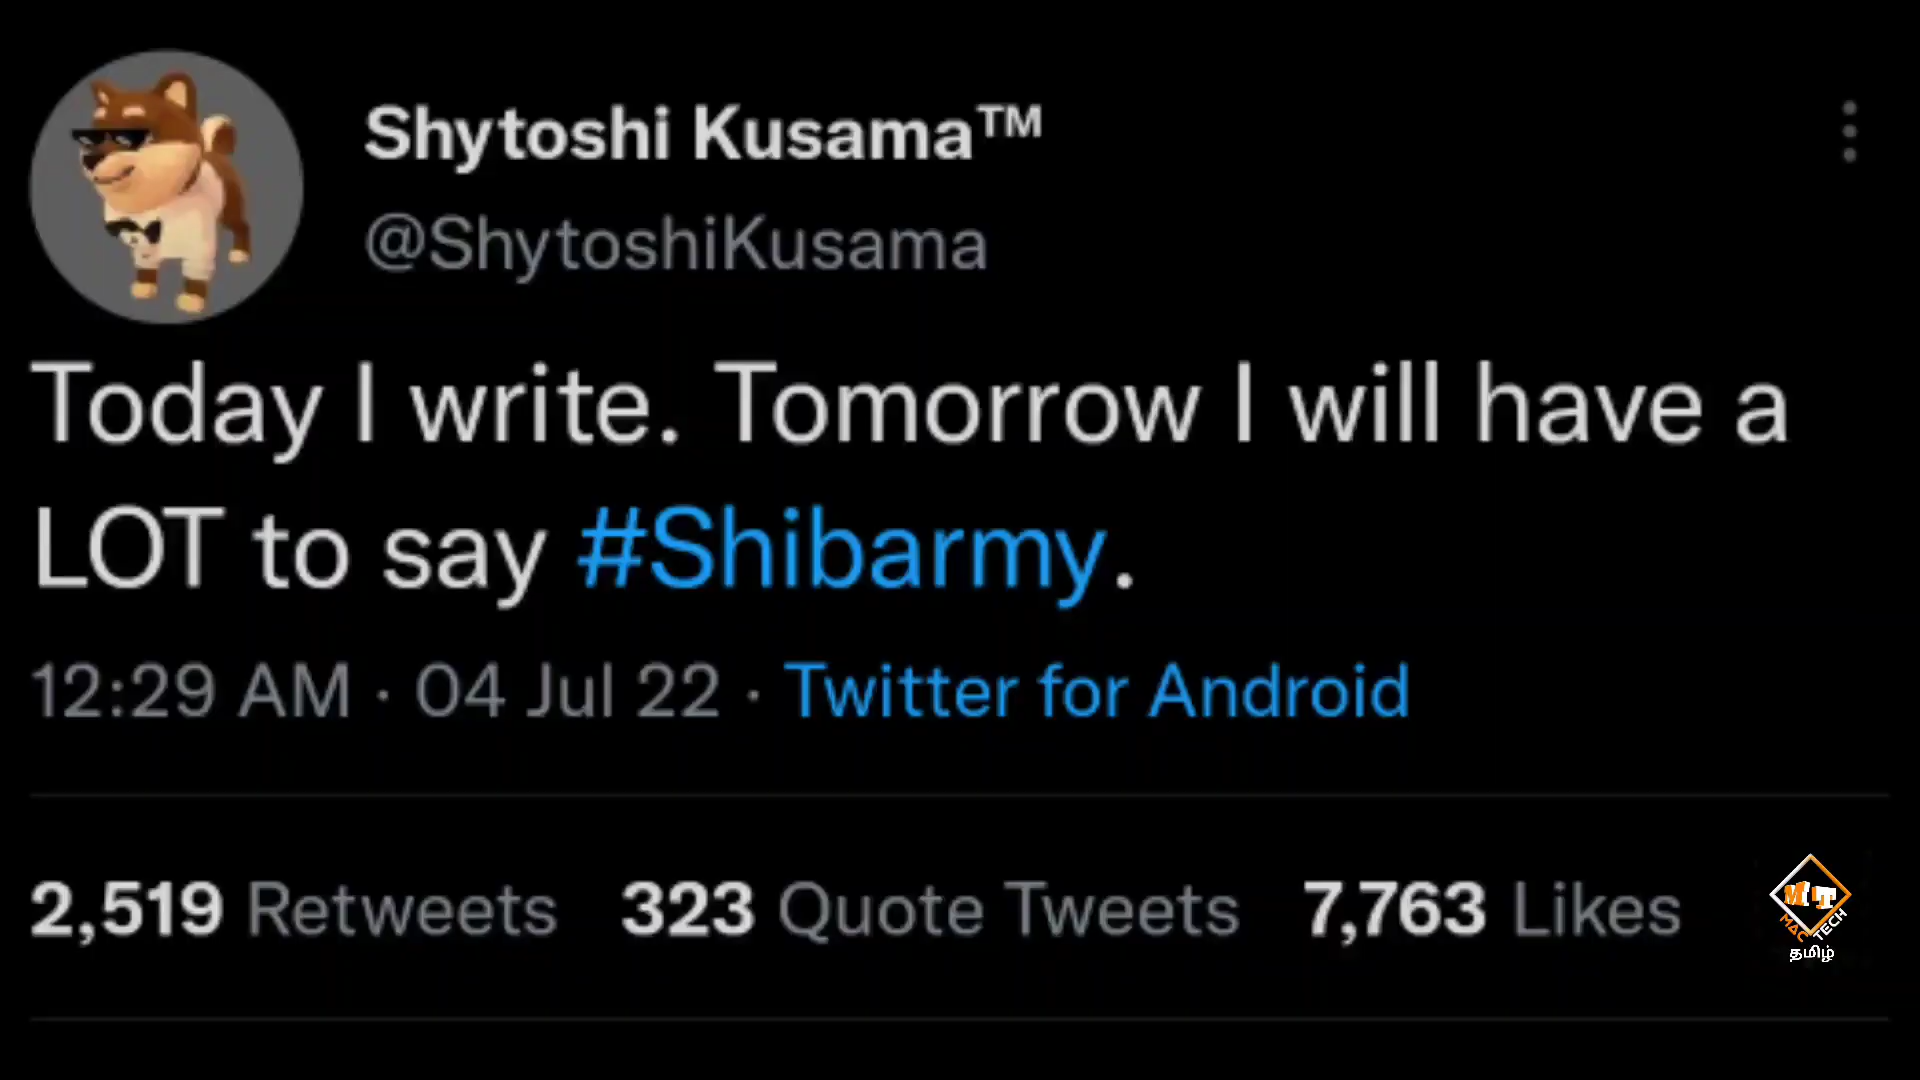 Shytoshi Kusama™
@ShytoshiKusama
Today I write. Tomorrow I will have a
LOT to say #Shibarmy.
12:29 AM · 04 Jul 22 · Twitter for Android
2,519 Retweets 323 Quote Tweets 7,763 Likes
MT
MAC TECH
தமிழ்